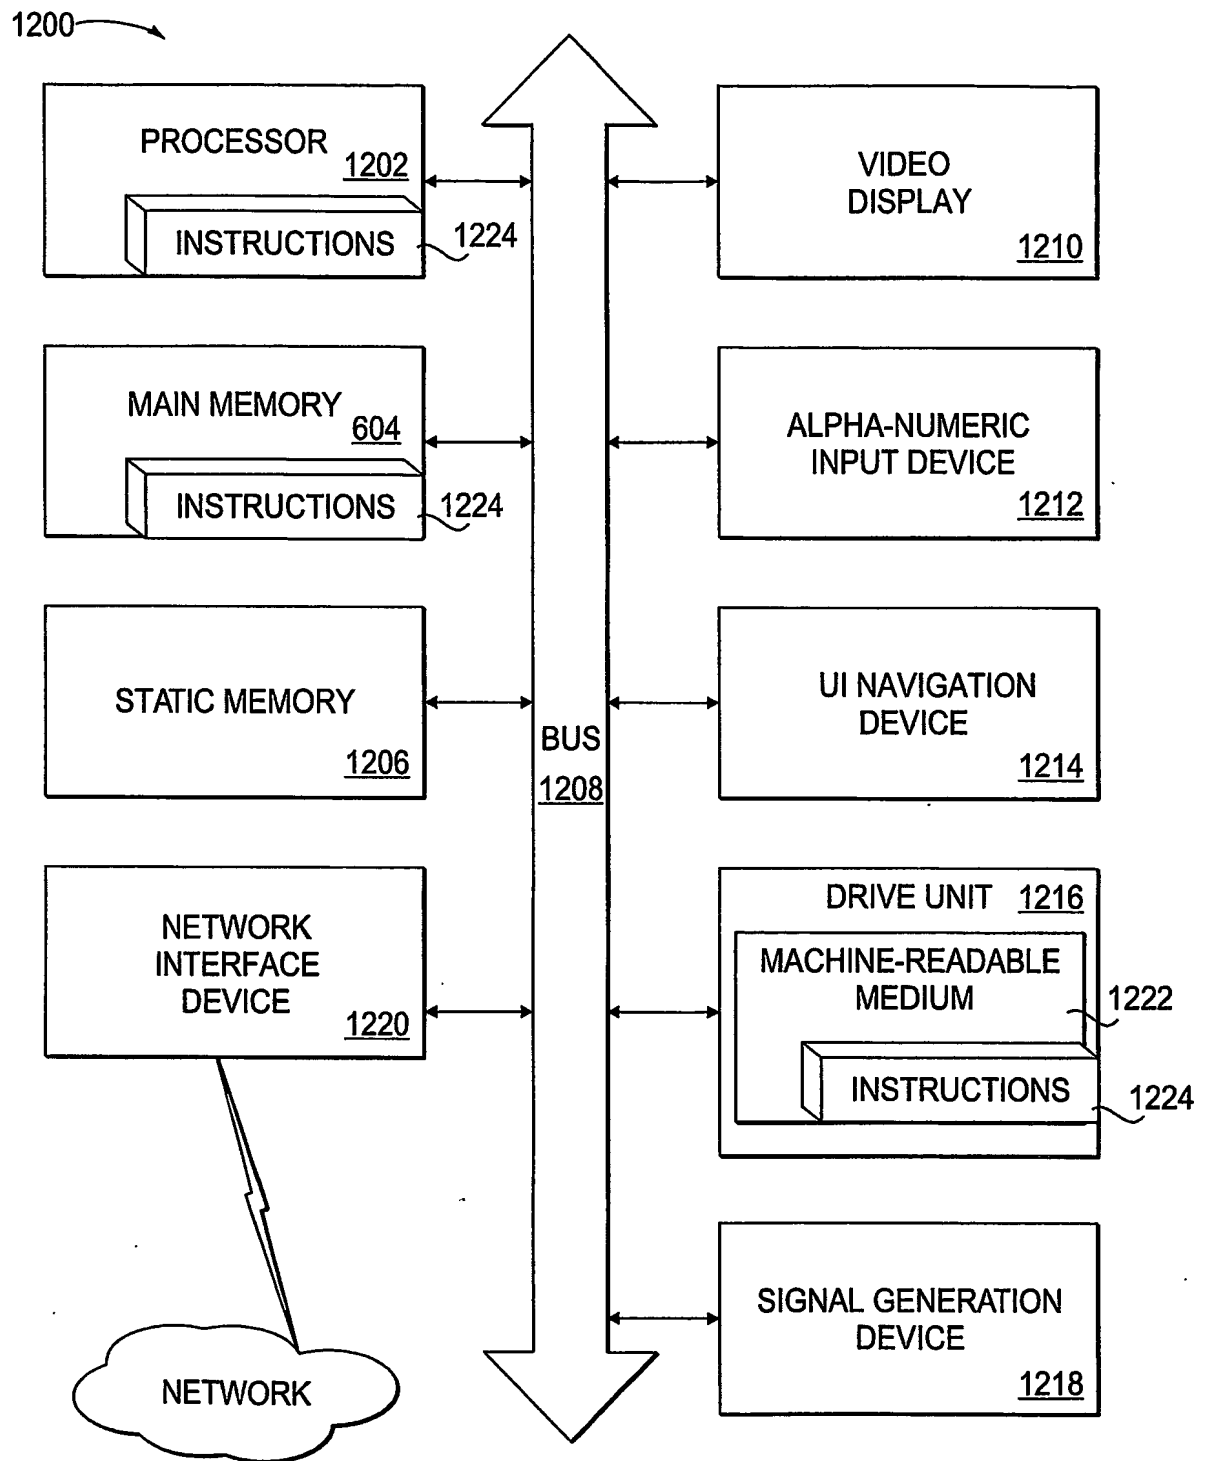 1200
PROCESSOR
1202
INSTRUCTIONS
1224
MAIN MEMORY
604
INSTRUCTIONS
1224
STATIC MEMORY
1206
NETWORK
INTERFACE
DEVICE
1220
NETWORK
BUS
1208
VIDEO
DISPLAY
1210
ALPHA-NUMERIC
INPUT DEVICE
1212
UI NAVIGATION
DEVICE
1214
DRIVE UNIT 1216
MACHINE-READABLE
MEDIUM
1222
INSTRUCTIONS
1224
SIGNAL GENERATION
DEVICE
1218